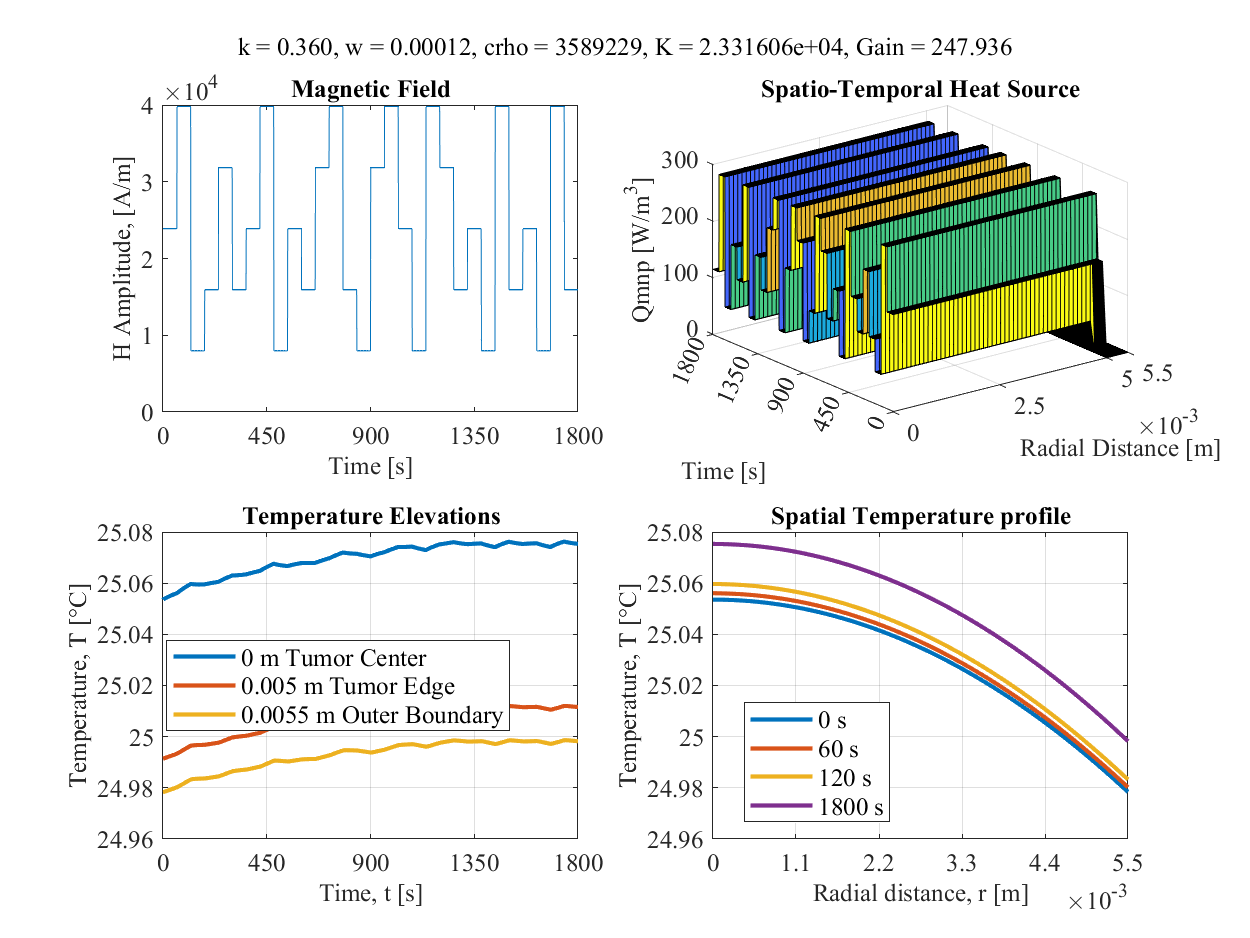 k = 0.360, w = 0.00012, crho = 3589229, K = 2.331606e+04, Gain = 247.936
Magnetic Field
×10^4
4
3
2
1
0
H Amplitude, [A/m]
0 450 900 1350 1800
Time [s]
Spatio-Temporal Heat Source
300
200
100
0
Qmnp [W/m^3]
1800 1350 900 450 0
Time [s]
0 2.5 5 5.5
×10^-3
Radial Distance [m]
Temperature Elevations
25.08
25.06
25.04
25.02
25
24.98
24.96
Temperature, T [°C]
0 m Tumor Center
0.005 m Tumor Edge
0.0055 m Outer Boundary
0 450 900 1350 1800
Time, t [s]
Spatial Temperature profile
25.08
25.06
25.04
25.02
25
24.98
24.96
Temperature, T [°C]
0 s
60 s
120 s
1800 s
0 1.1 2.2 3.3 4.4 5.5
Radial distance, r [m]
×10^-3